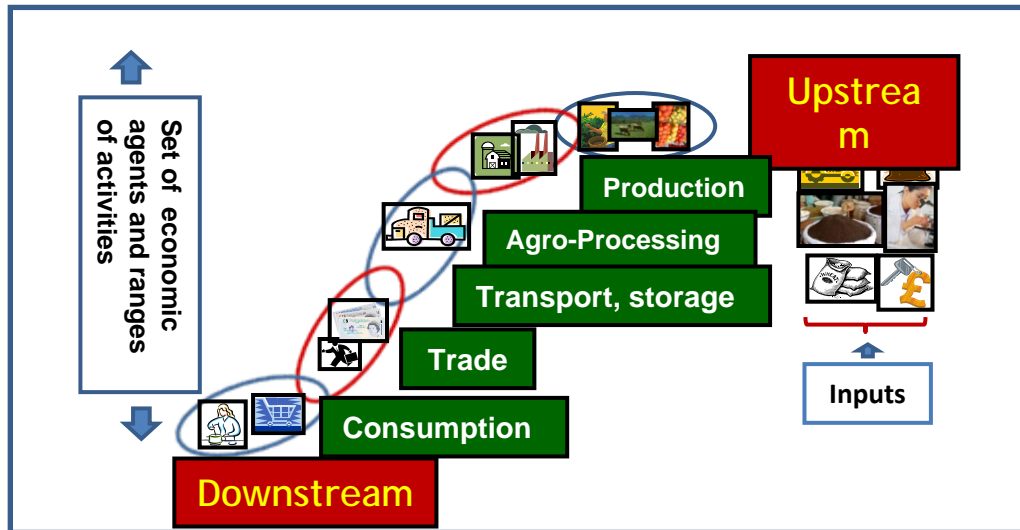 Set of economic
agents and ranges
of activities
Upstrea
m
Production
Agro-Processing
Transport, storage
Trade
Consumption
Downstream
Inputs